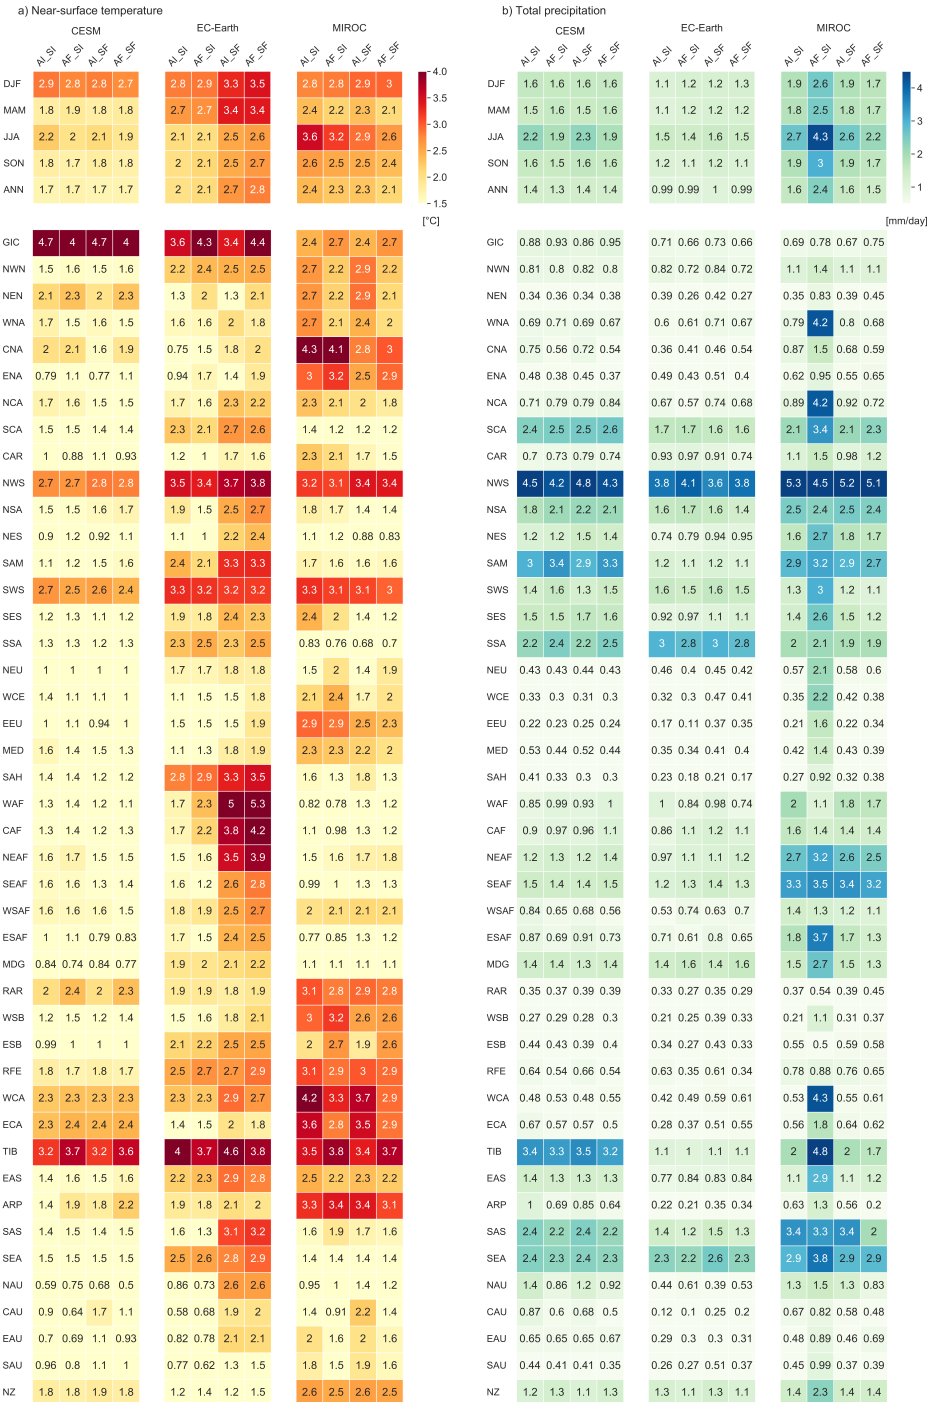 a) Near-surface temperature
b) Total precipitation
CESM EC-Earth MIROC CESM EC-Earth MIROC
AI_SI AF_SI AI_SF AF_SF AI_SI AF_SI AI_SF AF_SF AI_SI AF_SI AI_SF AF_SF AI_SI AF_SI AI_SF AF_SF AI_SI AF_SI AI_SF AF_SF AI_SI AF_SI AI_SF AF_SF
DJF 2.9 2.8 2.8 2.7 2.8 2.9 3.3 3.5 2.8 2.8 2.9 3 DJF 1.6 1.6 1.6 1.6 1.1 1.2 1.2 1.3 1.9 2.6 1.9 1.7
MAM 1.8 1.9 1.8 1.8 2.7 2.7 3.4 3.4 2.4 2.2 2.3 2.1 MAM 1.5 1.6 1.5 1.6 1.1 1.2 1.2 1.2 1.8 2.5 1.8 1.7
JJA 2.2 2 2.1 1.9 2.1 2.1 2.5 2.6 3.6 3.2 2.9 2.6 JJA 2.2 1.9 2.3 1.9 1.5 1.4 1.6 1.5 2.7 4.3 2.6 2.2
SON 1.8 1.7 1.8 1.8 2 2.1 2.5 2.7 2.6 2.5 2.5 2.4 SON 1.6 1.5 1.6 1.6 1.2 1.1 1.2 1.1 1.9 3 1.9 1.7
ANN 1.7 1.7 1.7 1.7 2 2.1 2.7 2.8 2.4 2.3 2.3 2.1 ANN 1.4 1.3 1.4 1.4 0.99 0.99 1 0.99 1.6 2.4 1.6 1.5
4.0
3.5
3.0
2.5
2.0
1.5
[°C]
4
3
2
1
[mm/day]
GIC 4.7 4 4.7 4 3.6 4.3 3.4 4.4 2.4 2.7 2.4 2.7 GIC 0.88 0.93 0.86 0.95 0.71 0.66 0.73 0.66 0.69 0.78 0.67 0.75
NWN 1.5 1.6 1.5 1.6 2.2 2.4 2.5 2.5 2.7 2.2 2.9 2.2 NWN 0.81 0.8 0.82 0.8 0.82 0.72 0.84 0.72 1.1 1.4 1.1 1.1
NEN 2.1 2.3 2 2.3 1.3 2 1.3 2.1 2.7 2.2 2.9 2.1 NEN 0.34 0.36 0.34 0.38 0.39 0.26 0.42 0.27 0.35 0.83 0.39 0.45
WNA 1.7 1.5 1.6 1.5 1.6 1.6 2 1.8 2.7 2.1 2.4 2 WNA 0.69 0.71 0.69 0.67 0.6 0.61 0.71 0.67 0.79 4.2 0.8 0.68
CNA 2 2.1 1.6 1.9 0.75 1.5 1.8 2 4.3 4.1 2.8 3 CNA 0.75 0.56 0.72 0.54 0.36 0.41 0.46 0.54 0.87 1.5 0.68 0.59
ENA 0.79 1.1 0.77 1.1 0.94 1.7 1.4 1.9 3 3.2 2.5 2.9 ENA 0.48 0.38 0.45 0.37 0.49 0.43 0.51 0.4 0.62 0.95 0.55 0.65
NCA 1.7 1.6 1.5 1.5 1.7 1.6 2.3 2.2 2.3 2.1 2 1.8 NCA 0.71 0.79 0.79 0.84 0.67 0.57 0.74 0.68 0.89 4.2 0.92 0.72
SCA 1.5 1.5 1.4 1.4 2.3 2.1 2.7 2.6 1.4 1.2 1.2 1.2 SCA 2.4 2.5 2.5 2.6 1.7 1.7 1.6 1.6 2.1 3.4 2.1 2.3
CAR 1 0.88 1.1 0.93 1.2 1 1.7 1.6 2.3 2.1 1.7 1.5 CAR 0.7 0.73 0.79 0.74 0.93 0.97 0.91 0.74 1.1 1.5 0.98 1.2
NWS 2.7 2.7 2.8 2.8 3.5 3.4 3.7 3.8 3.2 3.1 3.4 3.4 NWS 4.5 4.2 4.8 4.3 3.8 4.1 3.6 3.8 5.3 4.5 5.2 5.1
NSA 1.5 1.5 1.6 1.7 1.9 1.5 2.5 2.7 1.8 1.7 1.4 1.4 NSA 1.8 2.1 2.2 2.1 1.6 1.7 1.6 1.4 2.5 2.4 2.5 2.4
NES 0.9 1.2 0.92 1.1 1.1 1 2.2 2.4 1.1 1.2 0.88 0.83 NES 1.2 1.2 1.5 1.4 0.74 0.79 0.94 0.95 1.6 2.7 1.8 1.7
SAM 1.1 1.2 1.5 1.6 2.4 2.1 3.3 3.3 1.7 1.6 1.6 1.6 SAM 3 3.4 2.9 3.3 1.2 1.1 1.2 1.1 2.9 3.2 2.9 2.7
SWS 2.7 2.5 2.6 2.4 3.3 3.2 3.2 3.2 3.3 3.1 3.1 3 SWS 1.4 1.6 1.3 1.5 1.6 1.5 1.6 1.5 1.3 3 1.2 1.1
SES 1.2 1.3 1.1 1.2 1.9 1.8 2.4 2.3 2.4 2 1.4 1.2 SES 1.5 1.5 1.7 1.6 0.92 0.97 1.1 1.1 1.4 2.6 1.5 1.2
SSA 1.3 1.3 1.2 1.3 2.3 2.5 2.3 2.5 0.83 0.76 0.68 0.7 SSA 2.2 2.4 2.2 2.5 3 2.8 3 2.8 2 2.1 1.9 1.9
NEU 1 1 1 1 1.7 1.7 1.8 1.8 1.5 2 1.4 1.9 NEU 0.43 0.43 0.44 0.43 0.46 0.4 0.45 0.42 0.57 2.1 0.58 0.6
WCE 1.4 1.1 1.1 1 1.1 1.5 1.5 1.8 2.1 2.4 1.7 2 WCE 0.33 0.3 0.31 0.3 0.32 0.3 0.47 0.41 0.35 2.2 0.42 0.38
EEU 1 1.1 0.94 1 1.5 1.5 1.5 1.9 2.9 2.9 2.5 2.3 EEU 0.22 0.23 0.25 0.24 0.17 0.11 0.37 0.35 0.21 1.6 0.22 0.34
MED 1.6 1.4 1.5 1.3 1.1 1.3 1.8 1.9 2.3 2.3 2.2 2 MED 0.53 0.44 0.52 0.44 0.35 0.34 0.41 0.4 0.42 1.4 0.43 0.39
SAH 1.4 1.4 1.2 1.2 2.8 2.9 3.3 3.5 1.6 1.3 1.8 1.3 SAH 0.41 0.33 0.3 0.3 0.23 0.18 0.21 0.17 0.27 0.92 0.32 0.38
WAF 1.3 1.4 1.2 1.1 1.7 2.3 5 5.3 0.82 0.78 1.3 1.2 WAF 0.85 0.99 0.93 1 1 0.84 0.98 0.74 2 1.1 1.8 1.7
CAF 1.3 1.4 1.2 1.3 1.7 2.2 3.8 4.2 1.1 0.98 1.3 1.2 CAF 0.9 0.97 0.96 1.1 0.86 1.1 1.2 1.1 1.6 1.4 1.4 1.4
NEAF 1.6 1.7 1.5 1.5 1.5 1.6 3.5 3.9 1.5 1.6 1.7 1.8 NEAF 1.2 1.3 1.2 1.4 0.97 1.1 1.1 1.2 2.7 3.2 2.6 2.5
SEAF 1.6 1.6 1.3 1.4 1.6 1.2 2.6 2.8 0.99 1 1.3 1.3 SEAF 1.5 1.4 1.4 1.5 1.2 1.3 1.4 1.3 3.3 3.5 3.4 3.2
WSAF 1.6 1.6 1.6 1.5 1.8 1.9 2.5 2.7 2 2.1 2.1 2.1 WSAF 0.84 0.65 0.68 0.56 0.53 0.74 0.63 0.7 1.4 1.3 1.2 1.1
ESAF 1 1.1 0.79 0.83 1.7 1.5 2.4 2.5 0.77 0.85 1.3 1.2 ESAF 0.87 0.69 0.91 0.73 0.71 0.61 0.8 0.65 1.8 3.7 1.7 1.3
MDG 0.84 0.74 0.84 0.77 1.9 2 2.1 2.2 1.1 1.1 1.1 1.1 MDG 1.4 1.4 1.3 1.4 1.4 1.6 1.4 1.6 1.5 2.7 1.5 1.3
RAR 2 2.4 2 2.3 1.9 1.9 1.8 1.9 3.1 2.8 2.9 2.8 RAR 0.35 0.37 0.39 0.39 0.33 0.27 0.35 0.29 0.37 0.54 0.39 0.45
WSB 1.2 1.5 1.2 1.4 1.5 1.6 1.8 2.1 3 3.2 2.6 2.6 WSB 0.27 0.29 0.28 0.3 0.21 0.25 0.39 0.33 0.21 1.1 0.31 0.37
ESB 0.99 1 1 1 2.1 2.2 2.5 2.5 2 2.7 1.9 2.6 ESB 0.44 0.43 0.39 0.4 0.34 0.27 0.43 0.33 0.55 0.5 0.59 0.58
RFE 1.8 1.7 1.8 1.7 2.5 2.7 2.7 2.9 3.1 2.9 3 2.9 RFE 0.64 0.54 0.66 0.54 0.63 0.35 0.61 0.34 0.78 0.88 0.76 0.65
WCA 2.3 2.3 2.3 2.3 2.3 2.3 2.9 2.7 4.2 3.3 3.7 2.9 WCA 0.48 0.53 0.48 0.55 0.42 0.49 0.59 0.61 0.53 4.3 0.55 0.61
ECA 2.3 2.4 2.4 2.4 1.4 1.5 2 1.8 3.6 2.8 3.5 2.9 ECA 0.67 0.57 0.57 0.5 0.28 0.37 0.51 0.55 0.56 1.8 0.64 0.62
TIB 3.2 3.7 3.2 3.6 4 3.7 4.6 3.8 3.5 3.8 3.4 3.7 TIB 3.4 3.3 3.5 3.2 1.1 1 1.1 1.1 2 4.8 2 1.7
EAS 1.4 1.6 1.5 1.6 2.2 2.3 2.9 2.8 2.5 2.2 2.3 2.2 EAS 1.4 1.3 1.3 1.3 0.77 0.84 0.83 0.84 1.1 2.9 1.1 1.2
ARP 1.4 1.9 1.8 2.2 1.9 1.8 2.1 2 3.3 3.4 3.4 3.1 ARP 1 0.69 0.85 0.64 0.22 0.21 0.35 0.34 0.63 1.3 0.56 0.2
SAS 1.4 1.5 1.4 1.5 1.6 1.3 3.1 3.2 1.6 1.9 1.7 1.6 SAS 2.4 2.2 2.4 2.2 1.4 1.2 1.5 1.3 3.4 3.3 3.4 2
SEA 1.5 1.5 1.5 1.5 2.5 2.6 2.8 2.9 1.4 1.4 1.4 1.4 SEA 2.4 2.3 2.4 2.3 2.3 2.2 2.6 2.3 2.9 3.8 2.9 2.9
NAU 0.59 0.75 0.68 0.5 0.86 0.73 2.6 2.6 0.95 1 1.4 1.2 NAU 1.4 0.86 1.2 0.92 0.44 0.61 0.39 0.53 1.3 1.5 1.3 0.83
CAU 0.9 0.64 1.7 1.1 0.58 0.68 1.9 2 1.4 0.91 2.2 1.4 CAU 0.87 0.6 0.68 0.5 0.12 0.1 0.25 0.2 0.67 0.82 0.58 0.48
EAU 0.7 0.69 1.1 0.93 0.82 0.78 2.1 2.1 2 1.6 2 1.6 EAU 0.65 0.65 0.65 0.67 0.29 0.3 0.3 0.31 0.48 0.89 0.46 0.69
SAU 0.96 0.8 1.1 1 0.77 0.62 1.3 1.5 1.8 1.5 1.9 1.6 SAU 0.44 0.41 0.41 0.35 0.26 0.27 0.51 0.37 0.45 0.99 0.37 0.39
NZ 1.8 1.8 1.9 1.8 1.2 1.4 1.2 1.5 2.6 2.5 2.6 2.5 NZ 1.2 1.3 1.1 1.3 1.3 1.1 1.3 1.1 1.4 2.3 1.4 1.4